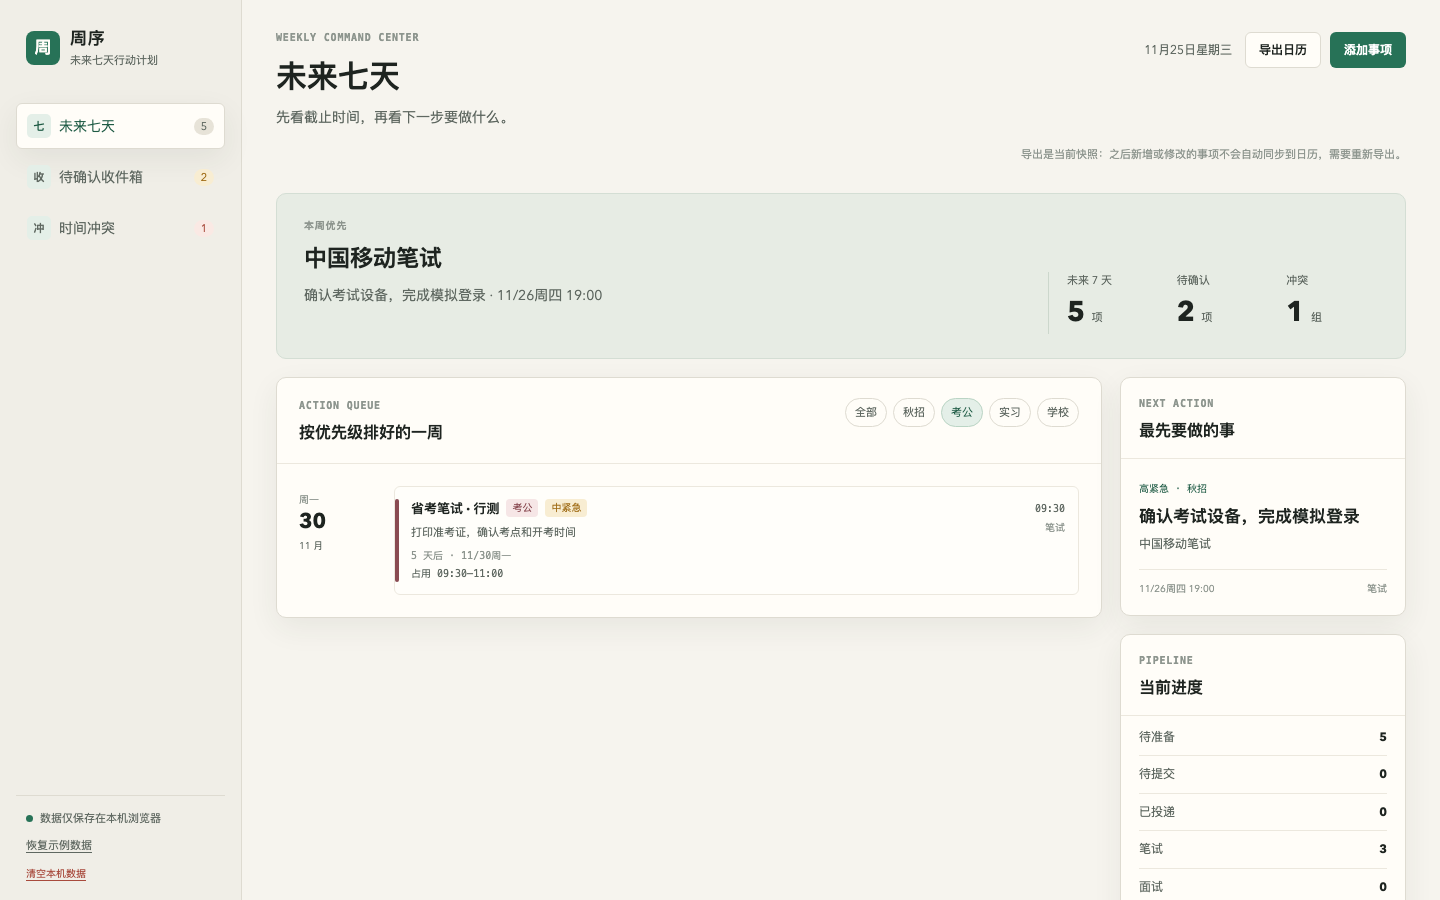 周
周序
未来七天行动计划
七 未来七天 5
收 待确认收件箱 2
冲 时间冲突 1
数据仅保存在本机浏览器
恢复示例数据
清空本机数据
WEEKLY COMMAND CENTER
未来七天
先看截止时间，再看下一步要做什么。
11月25日星期三 导出日历 添加事项
导出是当前快照：之后新增或修改的事项不会自动同步到日历，需要重新导出。
本周优先
中国移动笔试
确认考试设备，完成模拟登录 · 11/26周四 19:00
未来 7 天 待确认 冲突
5 项 2 项 1 组
ACTION QUEUE
按优先级排好的一周
全部 秋招 考公 实习 学校
周一
30
11 月
省考笔试 · 行测 考公 中紧急 09:30
打印准考证，确认考点和开考时间 笔试
5 天后 · 11/30周一
占用 09:30–11:00
NEXT ACTION
最先要做的事
高紧急 · 秋招
确认考试设备，完成模拟登录
中国移动笔试
11/26周四 19:00 笔试
PIPELINE
当前进度
待准备 5
待提交 0
已投递 0
笔试 3
面试 0